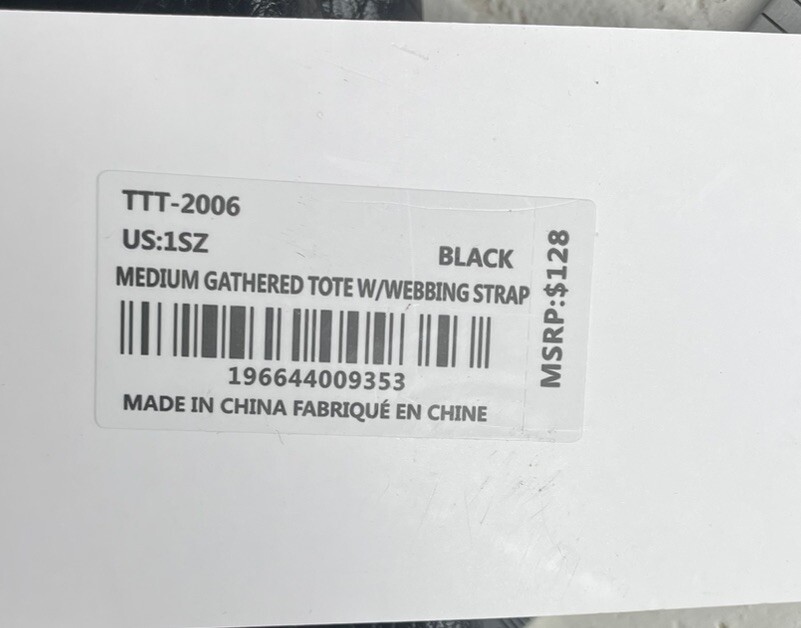 TTT-2006
US:1SZ
BLACK
MEDIUM GATHERED TOTE W/WEBBING STRAP
196644009353
MADE IN CHINA FABRIQUÉ EN CHINE
MSRP:$128